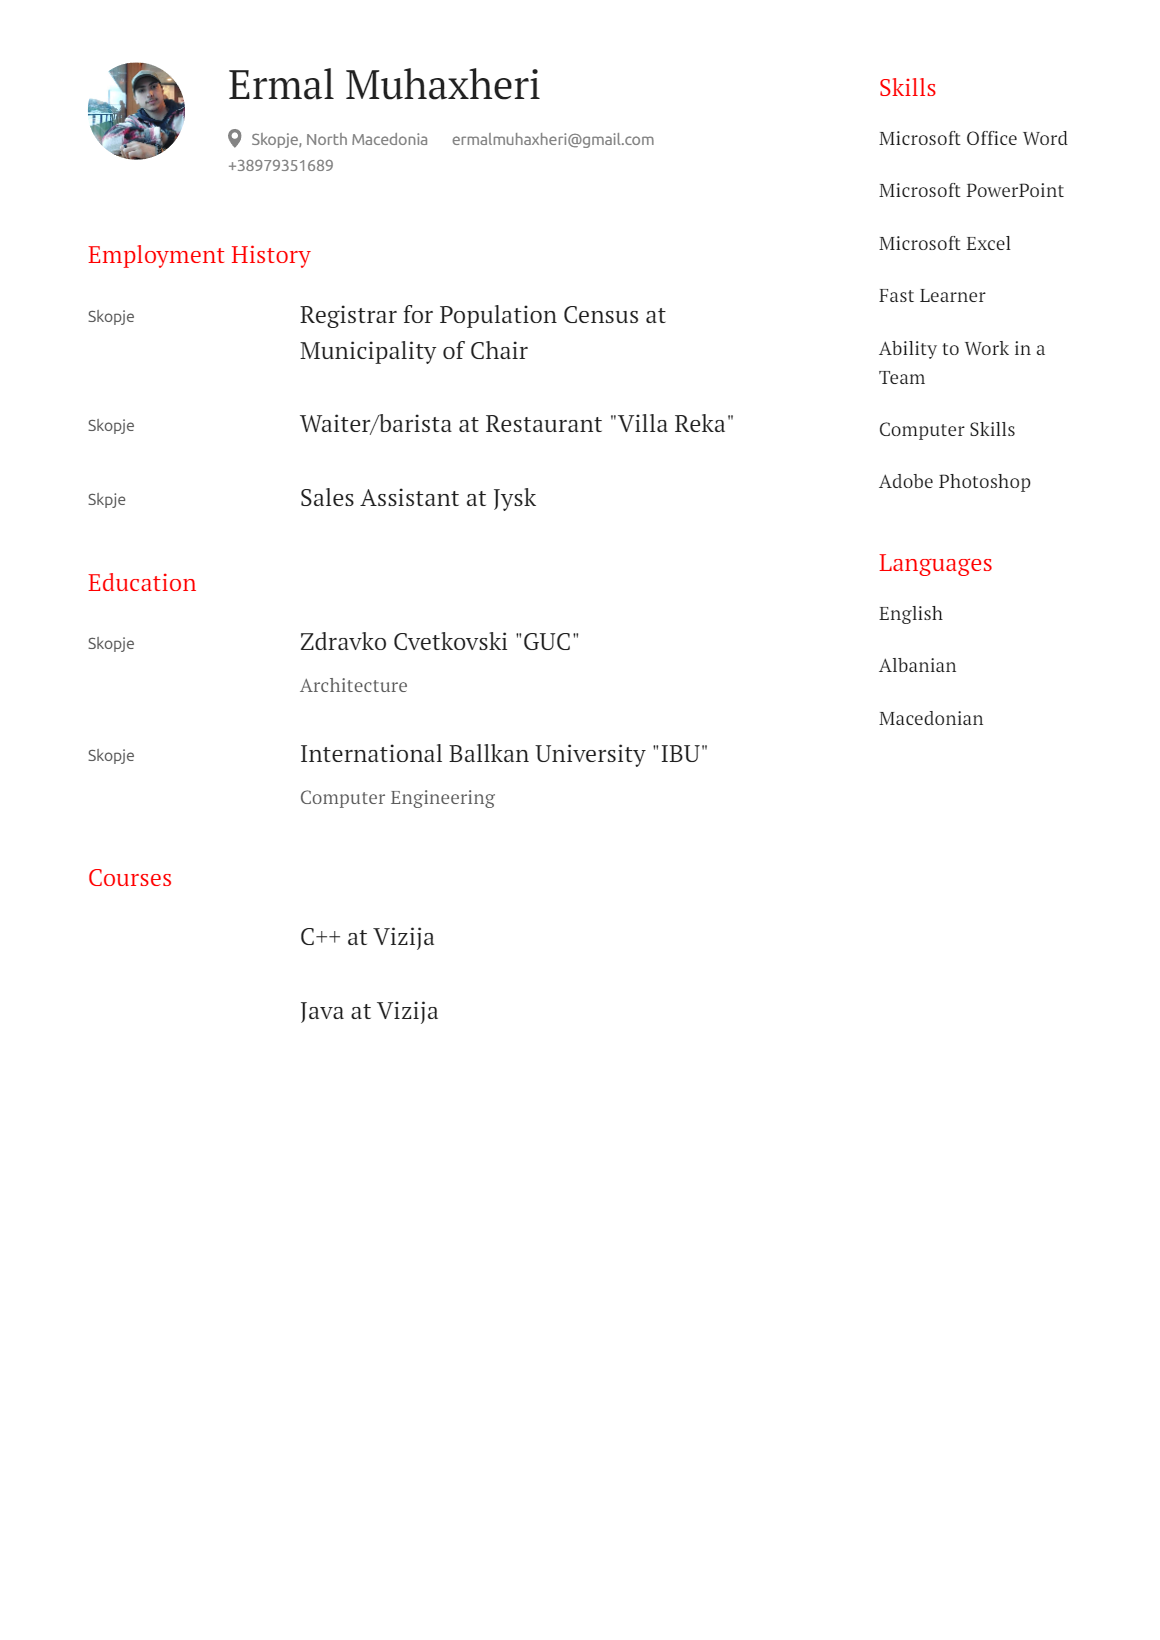 Ermal Muhaxheri
Skopje, North Macedonia ermalmuhaxheri@gmail.com
+38979351689
Employment History
Skopje Registrar for Population Census at
Municipality of Chair
Skopje Waiter/barista at Restaurant "Villa Reka"
Skpje Sales Assistant at Jysk
Education
Skopje Zdravko Cvetkovski "GUC"
Architecture
Skopje International Ballkan University "IBU"
Computer Engineering
Courses
C++ at Vizija
Java at Vizija
Skills
Microsoft Office Word
Microsoft PowerPoint
Microsoft Excel
Fast Learner
Ability to Work in a
Team
Computer Skills
Adobe Photoshop
Languages
English
Albanian
Macedonian